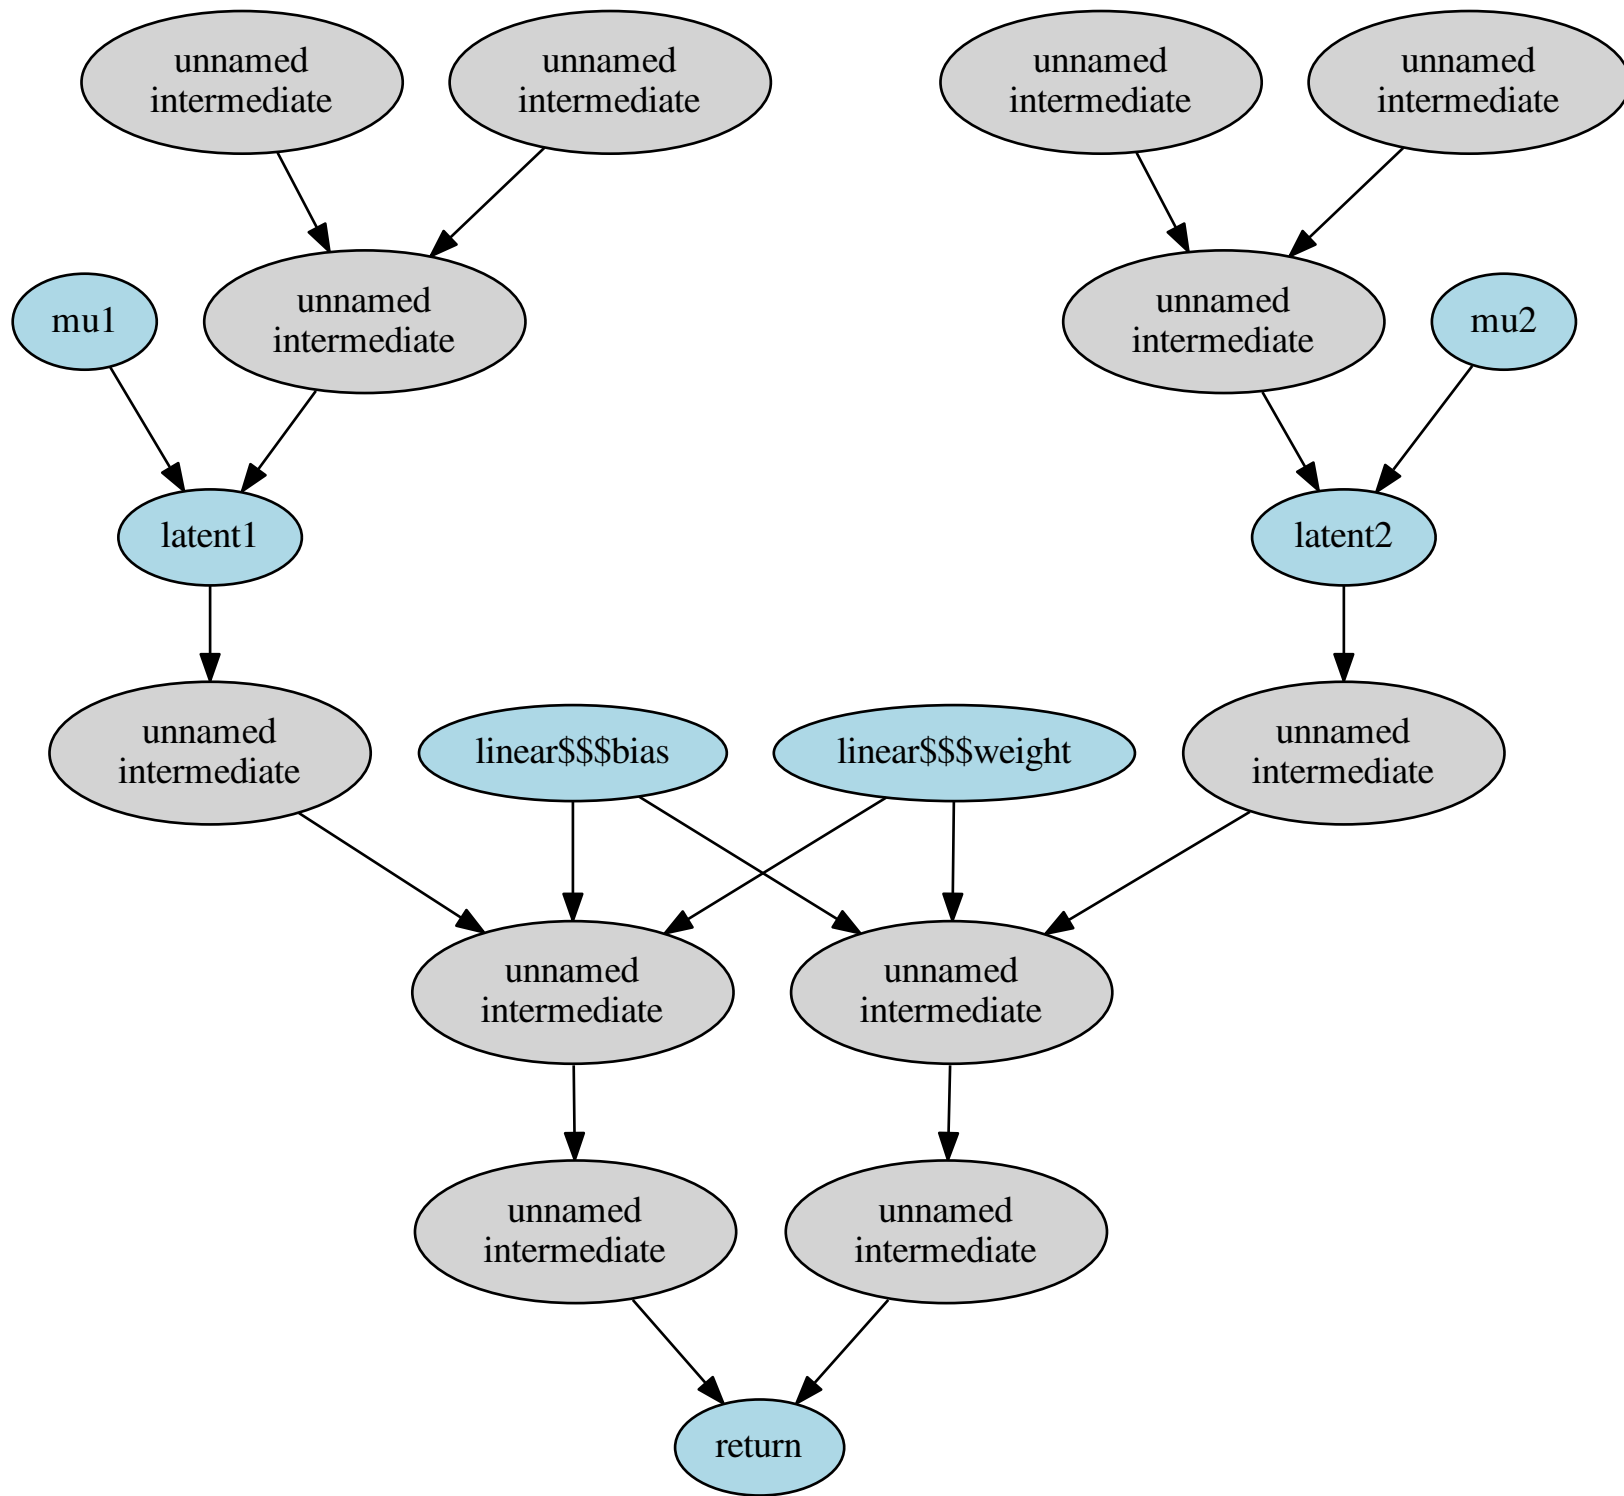 unnamed
intermediate
unnamed
intermediate
unnamed
intermediate
unnamed
intermediate
mu1
unnamed
intermediate
unnamed
intermediate
mu2
latent1
latent2
unnamed
intermediate
linear$$$bias
linear$$$weight
unnamed
intermediate
unnamed
intermediate
unnamed
intermediate
unnamed
intermediate
unnamed
intermediate
return